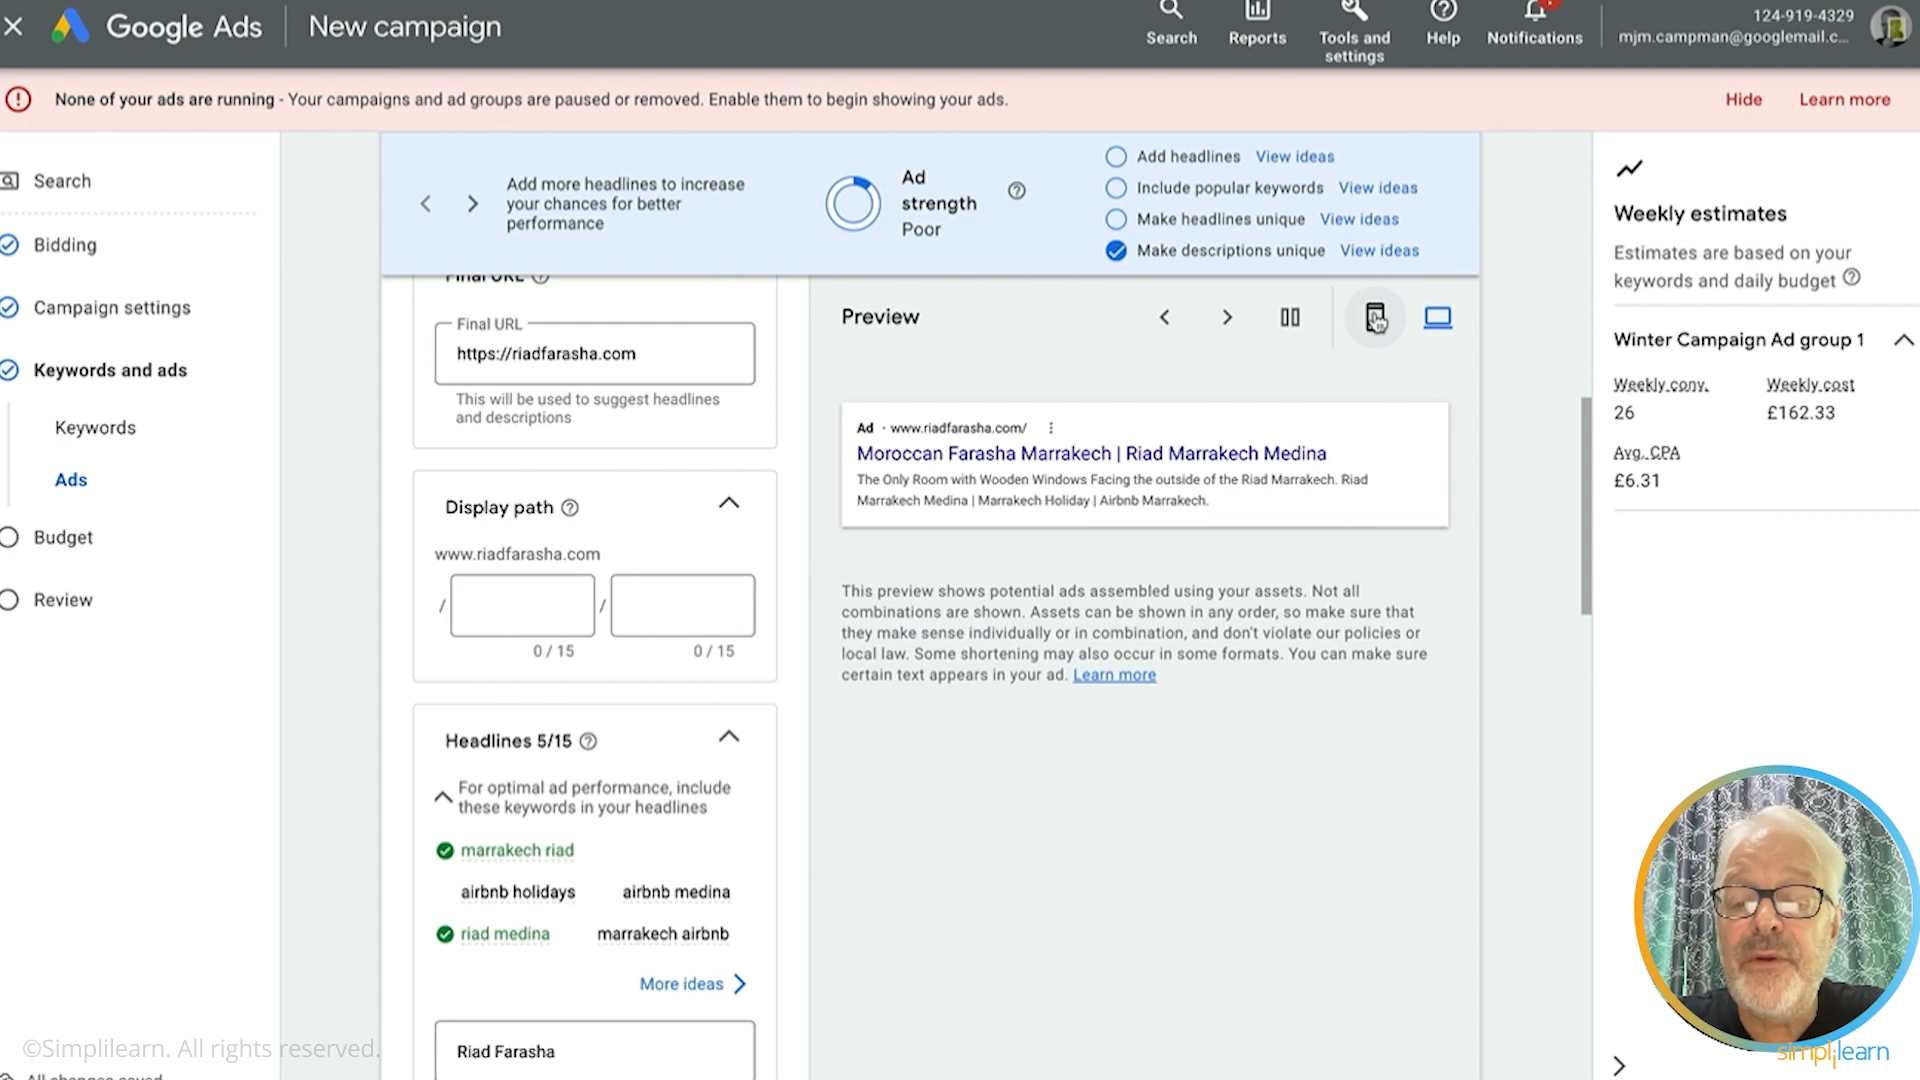 Google Ads
New campaign
Search
Reports
Tools and
settings
Help
Notifications
124-919-4329
mjm.campman@googlemail.c...
None of your ads are running - Your campaigns and ad groups are paused or removed. Enable them to begin showing your ads.
Hide
Learn more
Search
Bidding
Campaign settings
Keywords and ads
Keywords
Ads
Budget
Review
Add more headlines to increase
your chances for better
performance
Ad
strength
Poor
Add headlines View ideas
Include popular keywords View ideas
Make headlines unique View ideas
Make descriptions unique View ideas
Final URL
Final URL
https://riadfarasha.com
This will be used to suggest headlines
and descriptions
Display path
www.riadfarasha.com
/ /
0 / 15 0 / 15
Headlines 5/15
For optimal ad performance, include
these keywords in your headlines
marrakech riad
airbnb holidays airbnb medina
riad medina marrakech airbnb
More ideas
Riad Farasha
Preview
Ad · www.riadfarasha.com/
Moroccan Farasha Marrakech | Riad Marrakech Medina
The Only Room with Wooden Windows Facing the outside of the Riad Marrakech. Riad
Marrakech Medina | Marrakech Holiday | Airbnb Marrakech.
This preview shows potential ads assembled using your assets. Not all
combinations are shown. Assets can be shown in any order, so make sure that
they make sense individually or in combination, and don't violate our policies or
local law. Some shortening may also occur in some formats. You can make sure
certain text appears in your ad. Learn more
Weekly estimates
Estimates are based on your
keywords and daily budget
Winter Campaign Ad group 1
Weekly conv. Weekly cost
26 £162.33
Avg. CPA
£6.31
©Simplilearn. All rights reserved.
All changes saved
simplilearn